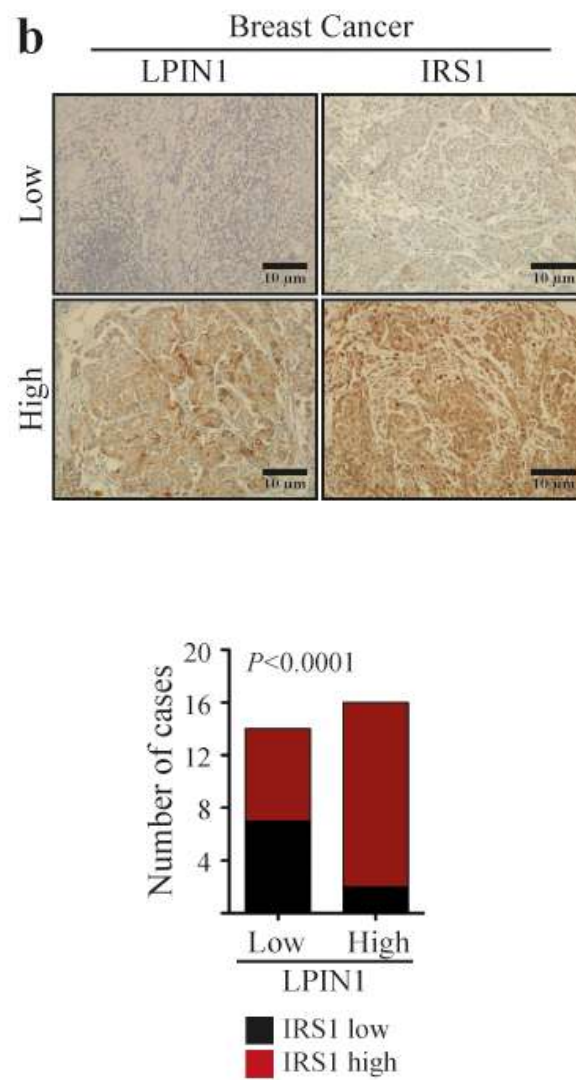 b
Breast Cancer
LPIN1 IRS1
Low
10 μm 10 μm
High
10 μm 10 μm
Number of cases
20
16
12
8
4
P<0.0001
Low High
LPIN1
IRS1 low
IRS1 high